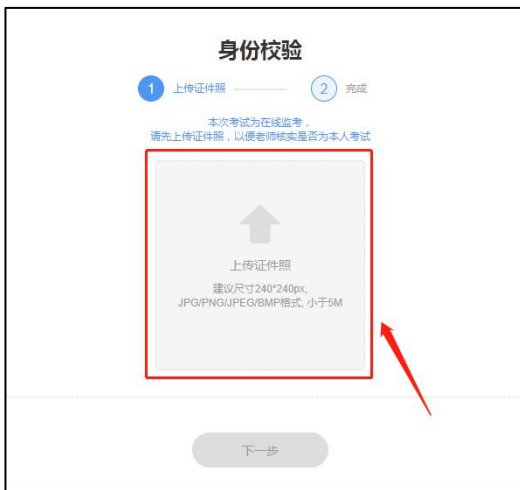 身份校验
1 上传证件照 2 完成
本次考试为在线监考，
请先上传证件照，以便老师核实是否为本人考试
上传证件照
建议尺寸240*240px,
JPG/PNG/JPEG/BMP格式, 小于5M
下一步